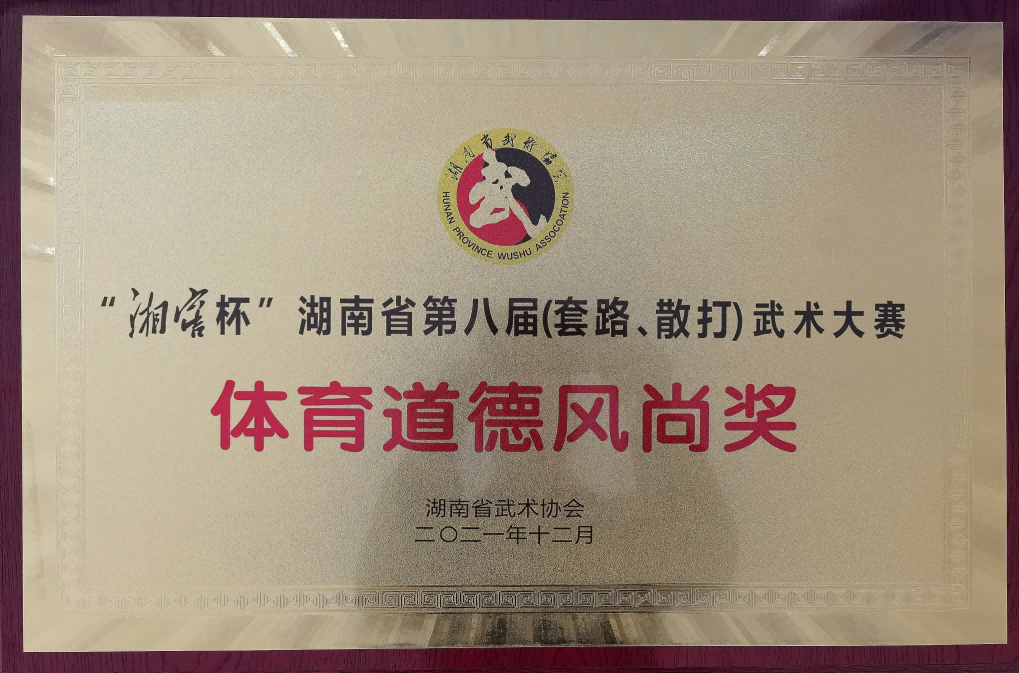 湖南省武术协会
武
HUNAN PROVINCE WUSHU ASSOCOATION
“湘窖杯”湖南省第八届(套路、散打)武术大赛
体育道德风尚奖
湖南省武术协会
二〇二一年十二月